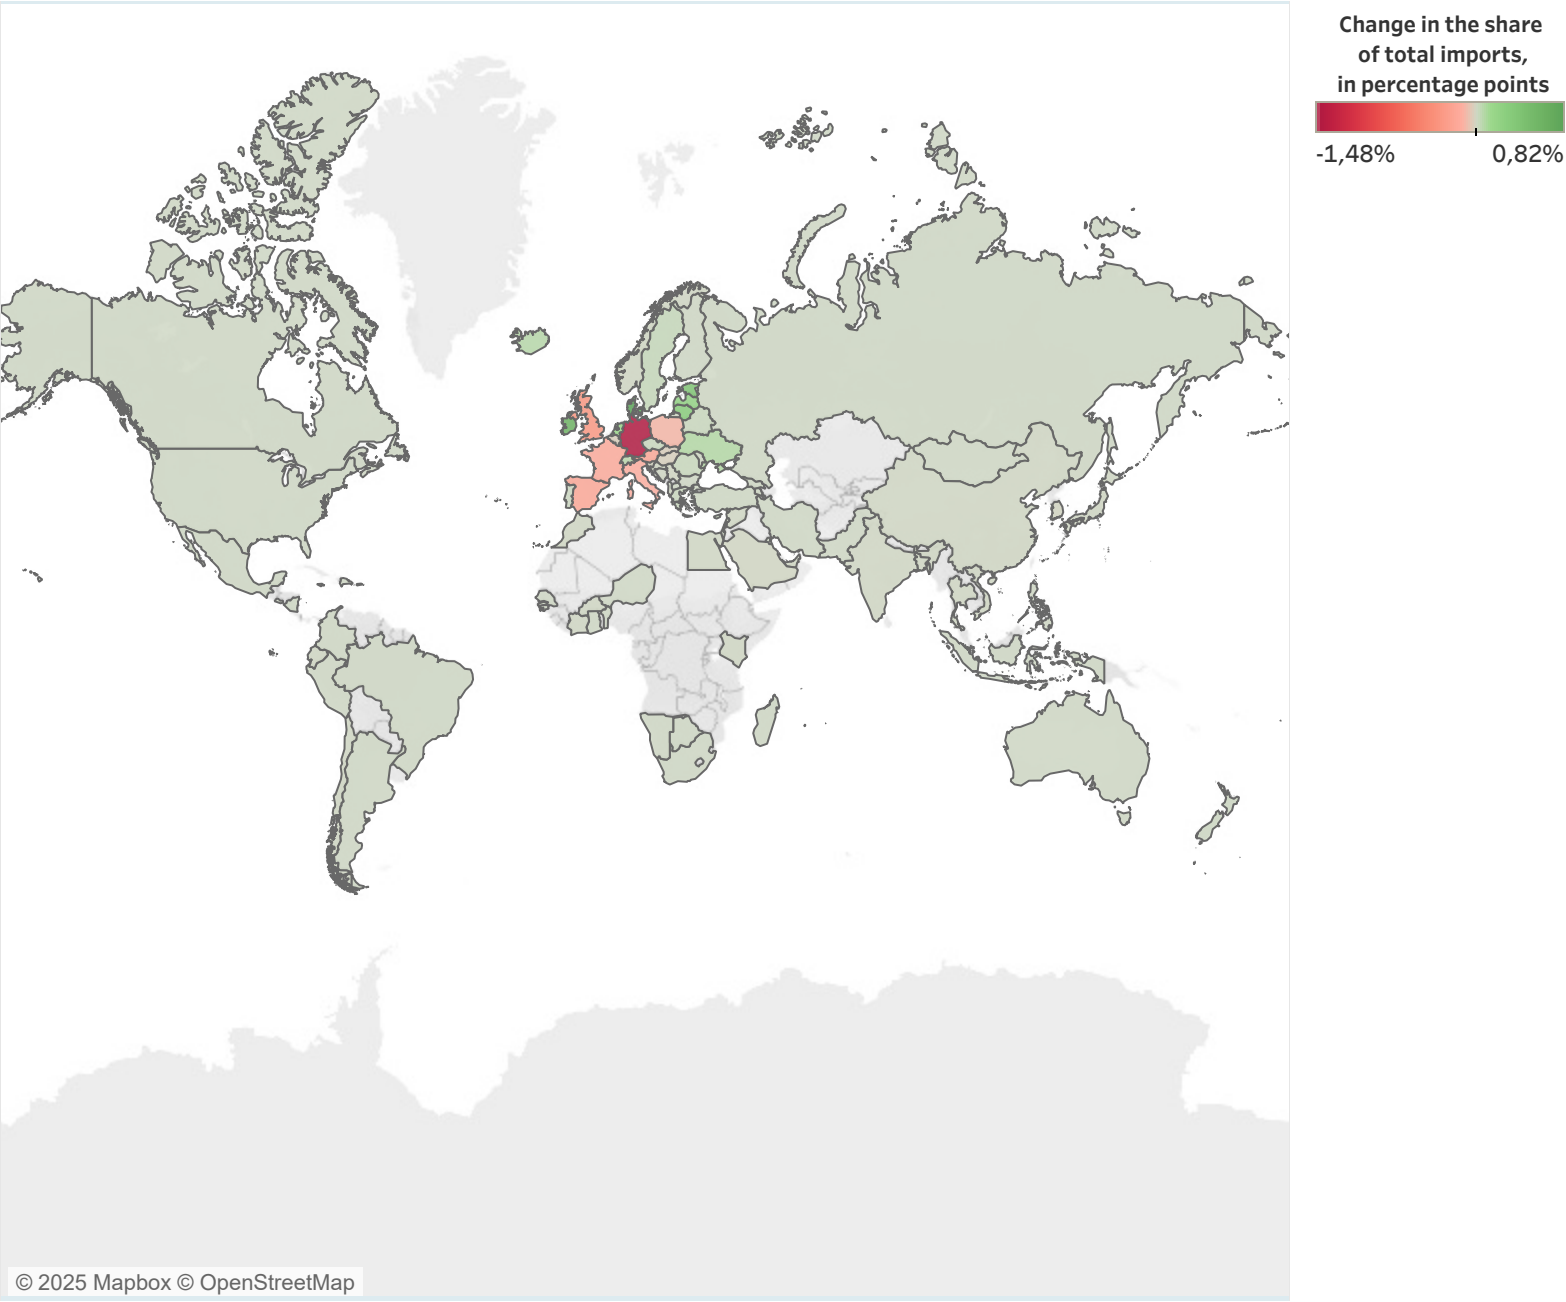 Change in the share
of total imports,
in percentage points
-1,48% 0,82%
© 2025 Mapbox © OpenStreetMap